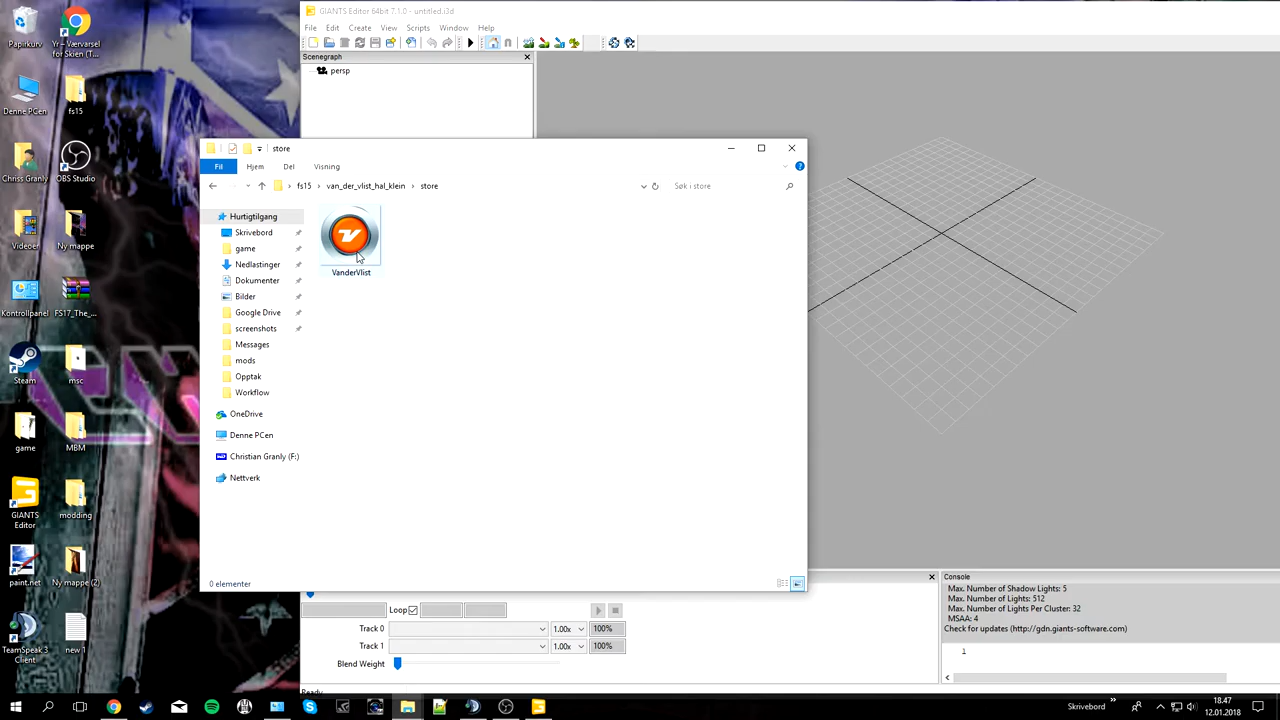 GIANTS Editor 64bit 7.1.0 - untitled.i3d
File Edit Create View Scripts Window Help
Scenegraph
persp
Papirkurv
Yr – Værvarsel
for Skien (T...
Denne PCen
fs15
Chriss Granly
OBS Studio
Videoer
Ny mappe
Kontrollpanel
FS17_The_...
Steam
msc
game
MBM
GIANTS
Editor
modding
paint.net
Ny mappe (2)
TeamSpeak 3
Client
new 1
store
Fil Hjem Del Visning
fs15 van_der_vlist_hal_klein store
Søk i store
Hurtigtilgang
Skrivebord
game
Nedlastinger
Dokumenter
Bilder
Google Drive
screenshots
Messages
mods
Opptak
Workflow
OneDrive
Denne PCen
Christian Granly (F:)
Nettverk
VanderVlist
0 elementer
Loop
Track 0 1.00x 100%
Track 1 1.00x 100%
Blend Weight
Ready
Console
Max. Number of Shadow Lights: 5
Max. Number of Lights: 512
Max. Number of Lights Per Cluster: 32
MSAA: 4
Check for updates (http://gdn.giants-software.com)
1
Skrivebord
18.47
12.01.2018